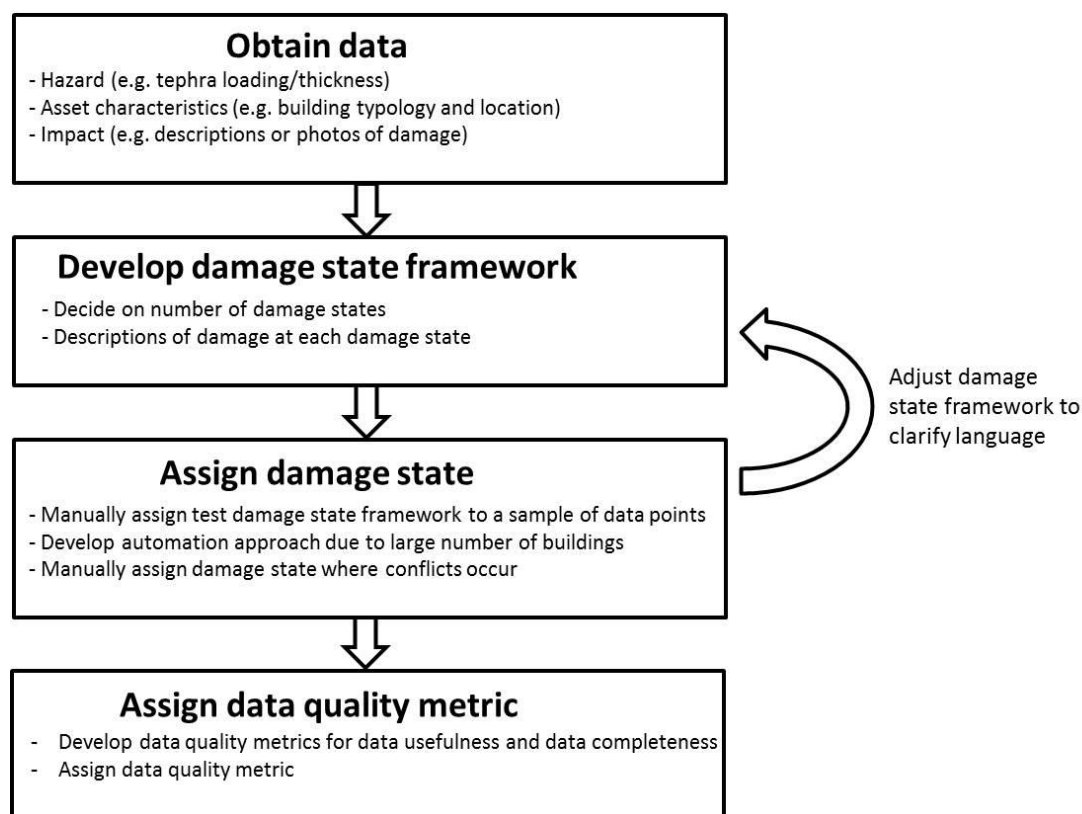 Obtain data
- Hazard (e.g. tephra loading/thickness)
- Asset characteristics (e.g. building typology and location)
- Impact (e.g. descriptions or photos of damage)
Develop damage state framework
- Decide on number of damage states
- Descriptions of damage at each damage state
Adjust damage
state framework to
clarify language
Assign damage state
- Manually assign test damage state framework to a sample of data points
- Develop automation approach due to large number of buildings
- Manually assign damage state where conflicts occur
Assign data quality metric
- Develop data quality metrics for data usefulness and data completeness
- Assign data quality metric